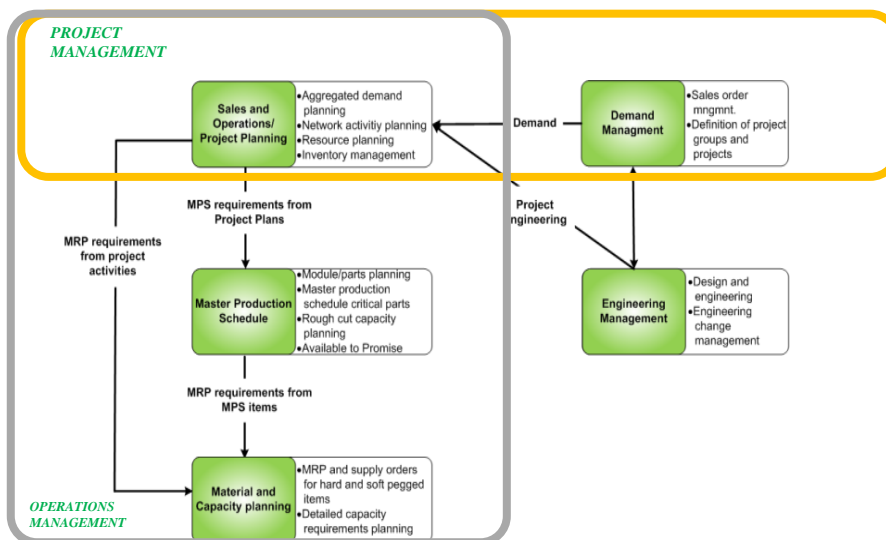 PROJECT
MANAGEMENT
Sales and
Operations/
Project Planning
•Aggregated demand
planning
•Network activitiy planning
•Resource planning
•Inventory management
Demand
Demand
Managment
•Sales order
mngmnt.
•Definition of project
groups and
projects
MPS requirements from
Project Plans
Project
ngineering
MRP requirements
from project
activities
Master Production
Schedule
•Module/parts planning
•Master production
schedule critical parts
•Rough cut capacity
planning
•Available to Promise
Engineering
Management
•Design and
engineering
•Engineering
change
management
MRP requirements from
MPS items
Material and
Capacity planning
•MRP and supply orders
for hard and soft pegged
items
•Detailed capacity
requirements planning
OPERATIONS
MANAGEMENT